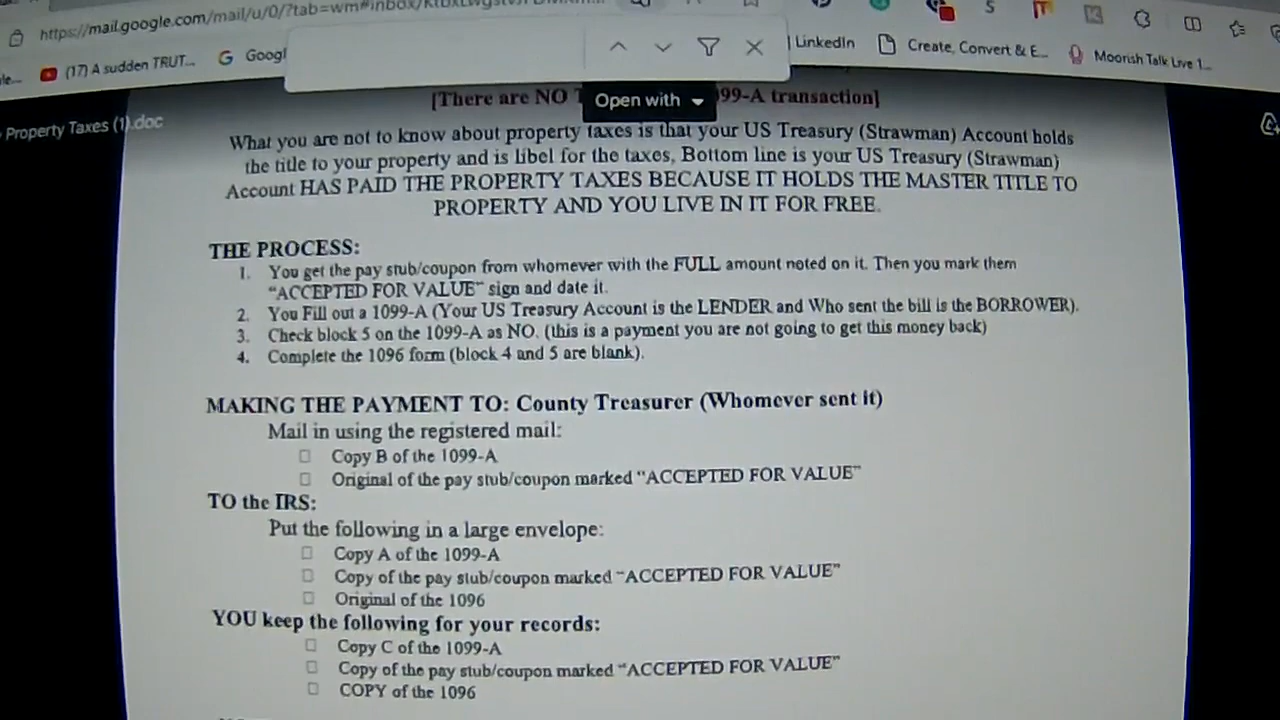 https://mail.google.com/mail/u/0/?tab=wm#inbox/
(17) A sudden TRUT...
Googl
LinkedIn
Create, Convert & E...
Moorish Talk Live 1...
Property Taxes (1).doc
Open with
[There are NO 099-A transaction]
What you are not to know about property taxes is that your US Treasury (Strawman) Account holds
the title to your property and is libel for the taxes, Bottom line is your US Treasury (Strawman)
Account HAS PAID THE PROPERTY TAXES BECAUSE IT HOLDS THE MASTER TITLE TO
PROPERTY AND YOU LIVE IN IT FOR FREE.
THE PROCESS:
1. You get the pay stub/coupon from whomever with the FULL amount noted on it. Then you mark them
"ACCEPTED FOR VALUE" sign and date it.
2. You Fill out a 1099-A (Your US Treasury Account is the LENDER and Who sent the bill is the BORROWER).
3. Check block 5 on the 1099-A as NO. (this is a payment you are not going to get this money back)
4. Complete the 1096 form (block 4 and 5 are blank).
MAKING THE PAYMENT TO: County Treasurer (Whomever sent it)
Mail in using the registered mail:
Copy B of the 1099-A
Original of the pay stub/coupon marked "ACCEPTED FOR VALUE"
TO the IRS:
Put the following in a large envelope:
Copy A of the 1099-A
Copy of the pay stub/coupon marked "ACCEPTED FOR VALUE"
Original of the 1096
YOU keep the following for your records:
Copy C of the 1099-A
Copy of the pay stub/coupon marked "ACCEPTED FOR VALUE"
COPY of the 1096